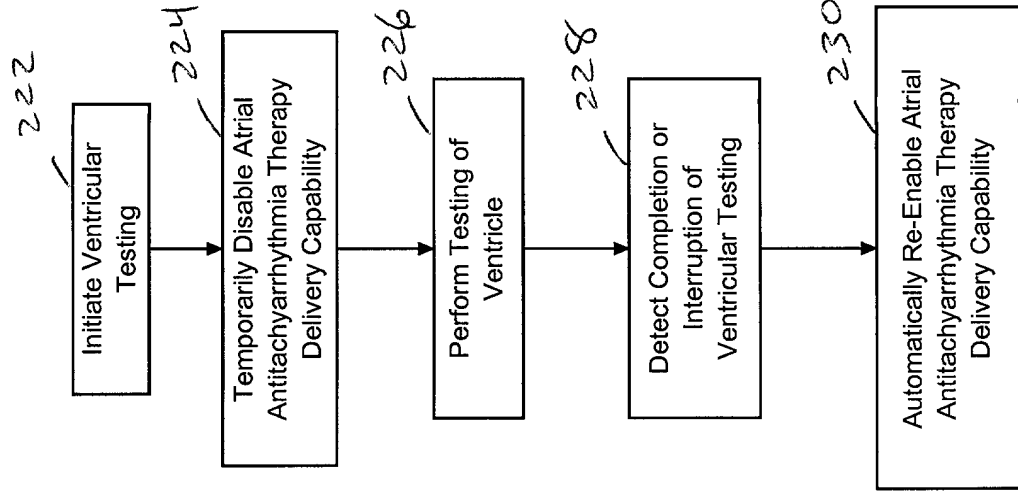 222
Initiate Ventricular
Testing
224
Temporarily Disable Atrial
Antitachyarrhythmia Therapy
Delivery Capability
226
Perform Testing of
Ventricle
228
Detect Completion or
Interruption of
Ventricular Testing
230
Automatically Re-Enable Atrial
Antitachyarrhythmia Therapy
Delivery Capability